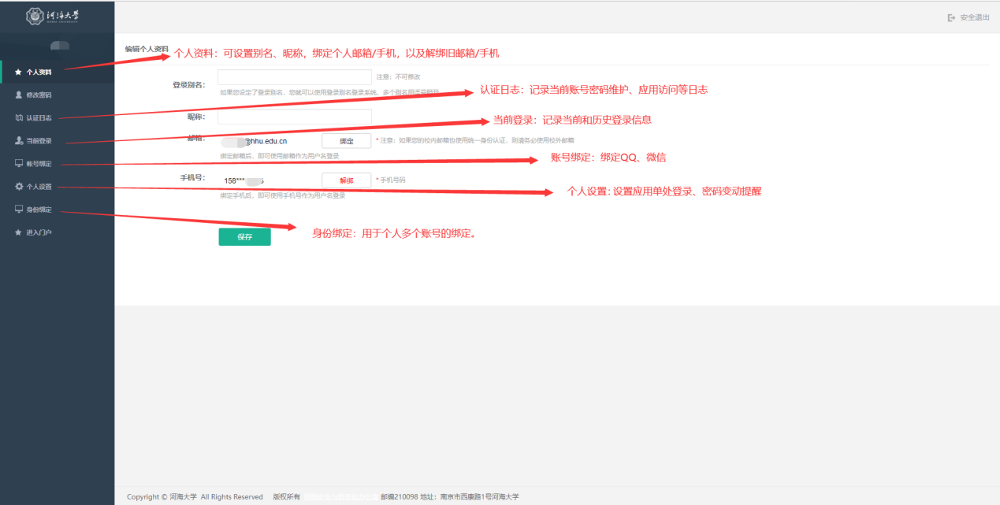 河海大学
HOHAI UNIVERSITY
安全退出
编辑个人资料
个人资料：可设置别名、昵称，绑定个人邮箱/手机，以及解绑旧邮箱/手机
个人资料
登录别名：
注意：不可修改
如果您设定了登录别名，您就可以使用登录别名登录系统，多个别名用逗号
认证日志：记录当前账号密码维护、应用访问等日志
修改密码
认证日志
昵称：
当前登录：记录当前和历史登录信息
当前登录
邮箱：
@hhu.edu.cn
绑定
*注意：如果您的校内邮箱也使用统一身份认证，则请务必使用校外邮箱
绑定邮箱后，即可使用邮箱作为用户名登录
账号绑定：绑定QQ、微信
帐号绑定
手机号：
158***
解绑
*手机号码
个人设置
个人设置：设置应用单处登录、密码变动提醒
绑定手机后，即可使用手机号作为用户名登录
身份绑定
进入门户
身份绑定：用于个人多个账号的绑定。
保存
Copyright © 河海大学 All Rights Reserved 版权所有 邮编210098 地址：南京市西康路1号河海大学